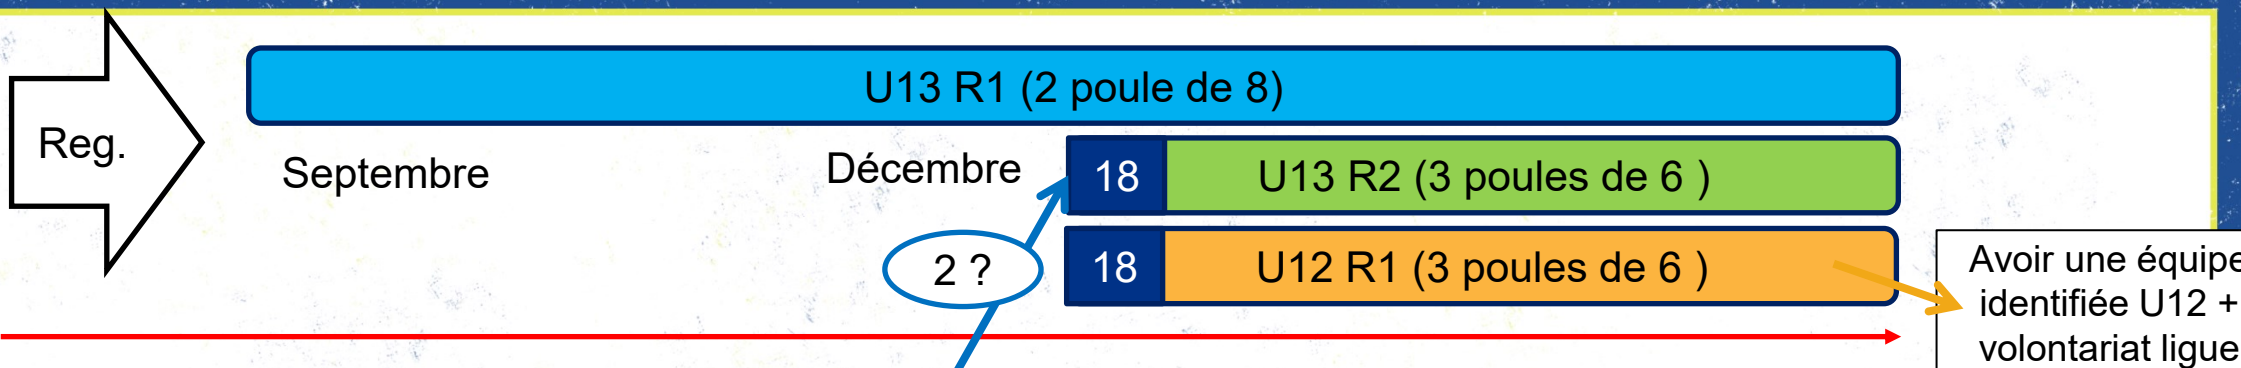 U13 R1 (2 poule de 8)
Reg.
Septembre
Décembre
18
U13 R2 (3 poules de 6 )
2 ?
18
U12 R1 (3 poules de 6 )
Avoir une équipe
identifiée U12 +
volontariat ligue